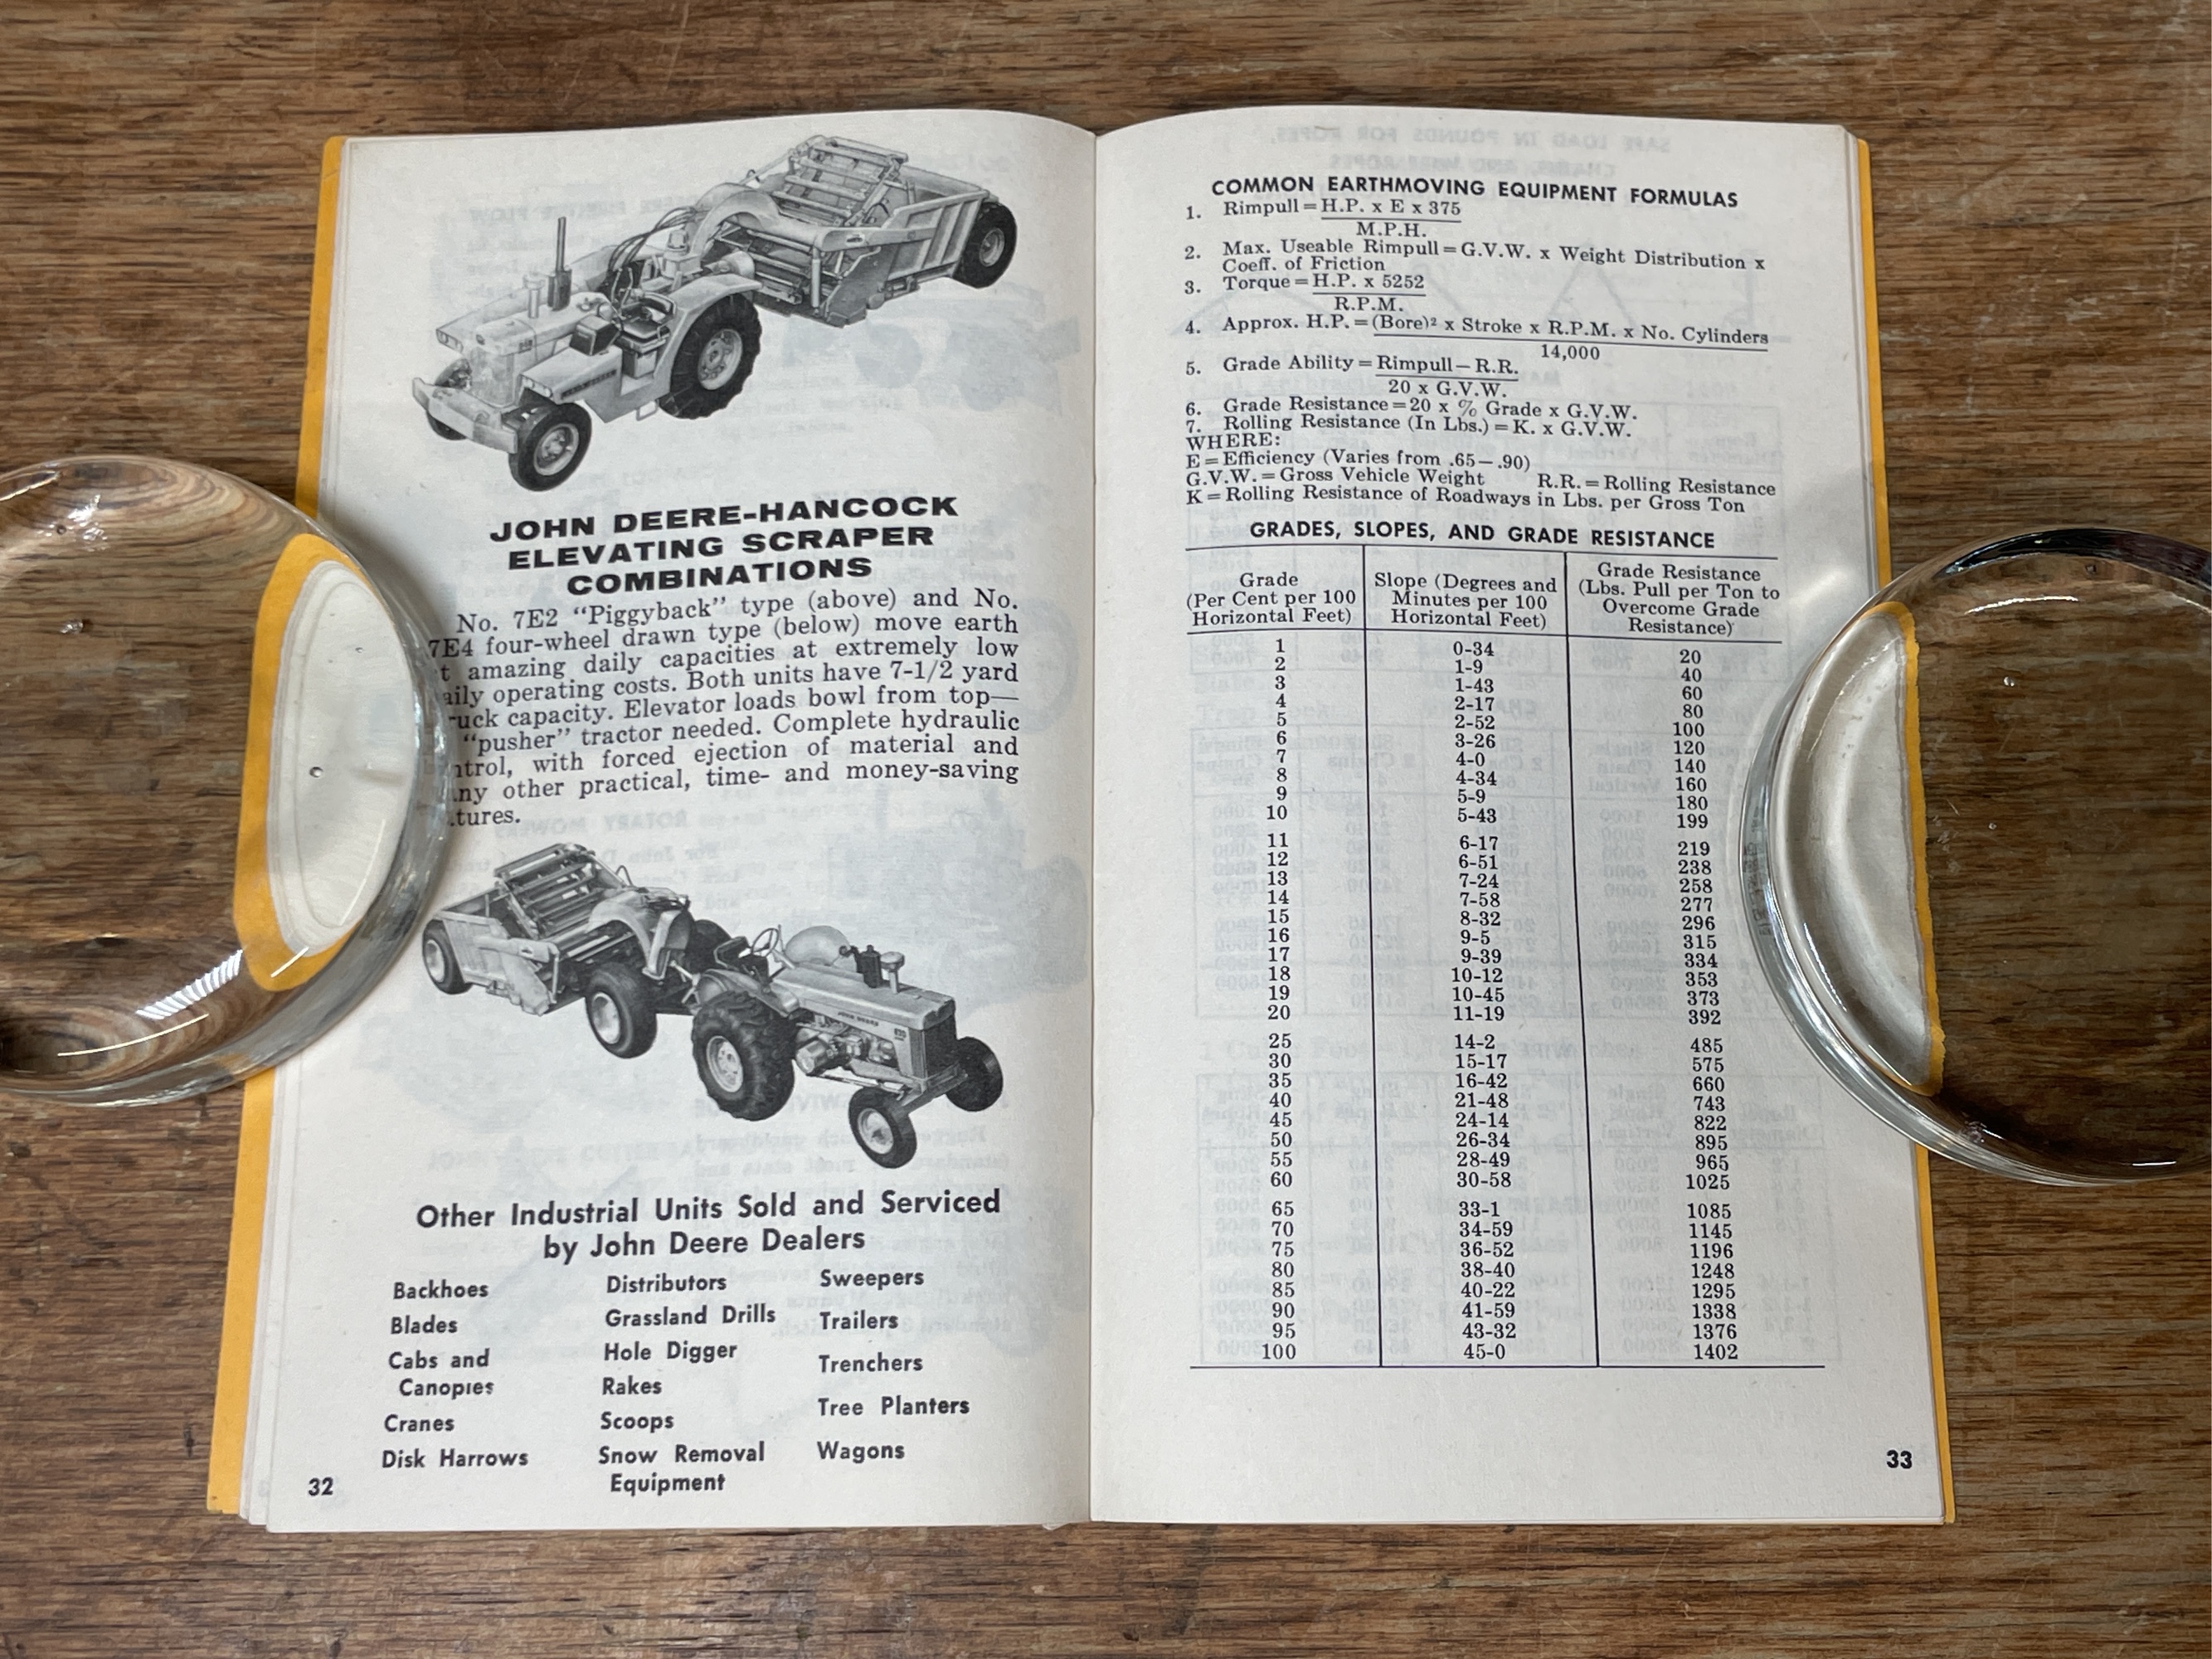 JOHN DEERE-HANCOCK
ELEVATING SCRAPER
COMBINATIONS
No. 7E2 “Piggyback” type (above) and No.
7E4 four-wheel drawn type (below) move earth
amazing daily capacities at extremely low
operating costs. Both units have 7-1/2 yard
capacity. Elevator loads bowl from top—
“pusher” tractor needed. Complete hydraulic
with forced ejection of material and
other practical, time- and money-saving
Other Industrial Units Sold and Serviced
by John Deere Dealers
Backhoes
Blades
Cabs and
Canopies
Cranes
Disk Harrows
Distributors
Grassland Drills
Hole Digger
Rakes
Scoops
Snow Removal
Equipment
Sweepers
Trailers
Trenchers
Tree Planters
Wagons
32
COMMON EARTHMOVING EQUIPMENT FORMULAS
1. Rimpull = H.P. x E x 375
M.P.H.
2. Max. Useable Rimpull = G.V.W. x Weight Distribution x
Coeff. of Friction
3. Torque = H.P. x 5252
R.P.M.
4. Approx. H.P. = (Bore)² x Stroke x R.P.M. x No. Cylinders
14,000
5. Grade Ability = Rimpull — R.R.
20 x G.V.W.
6. Grade Resistance = 20 x % Grade x G.V.W.
7. Rolling Resistance (In Lbs.) = K. x G.V.W.
WHERE:
E = Efficiency (Varies from .65—.90)
G.V.W. = Gross Vehicle Weight R.R. = Rolling Resistance
K = Rolling Resistance of Roadways in Lbs. per Gross Ton
GRADES, SLOPES, AND GRADE RESISTANCE
Grade
(Per Cent per 100
Horizontal Feet)
Slope (Degrees and
Minutes per 100
Horizontal Feet)
Grade Resistance
(Lbs. Pull per Ton to
Overcome Grade
Resistance)
1 0-34 20
2 1-9 40
3 1-43 60
4 2-17 80
5 2-52 100
6 3-26 120
7 4-0 140
8 4-34 160
9 5-9 180
10 5-43 199
11 6-17 219
12 6-51 238
13 7-24 258
14 7-58 277
15 8-32 296
16 9-5 315
17 9-39 334
18 10-12 353
19 10-45 373
20 11-19 392
25 14-2 485
30 15-17 575
35 16-42 660
40 21-48 743
45 24-14 822
50 26-34 895
55 28-49 965
60 30-58 1025
65 33-1 1085
70 34-59 1145
75 36-52 1196
80 38-40 1248
85 40-22 1295
90 41-59 1338
95 43-32 1376
100 45-0 1402
33